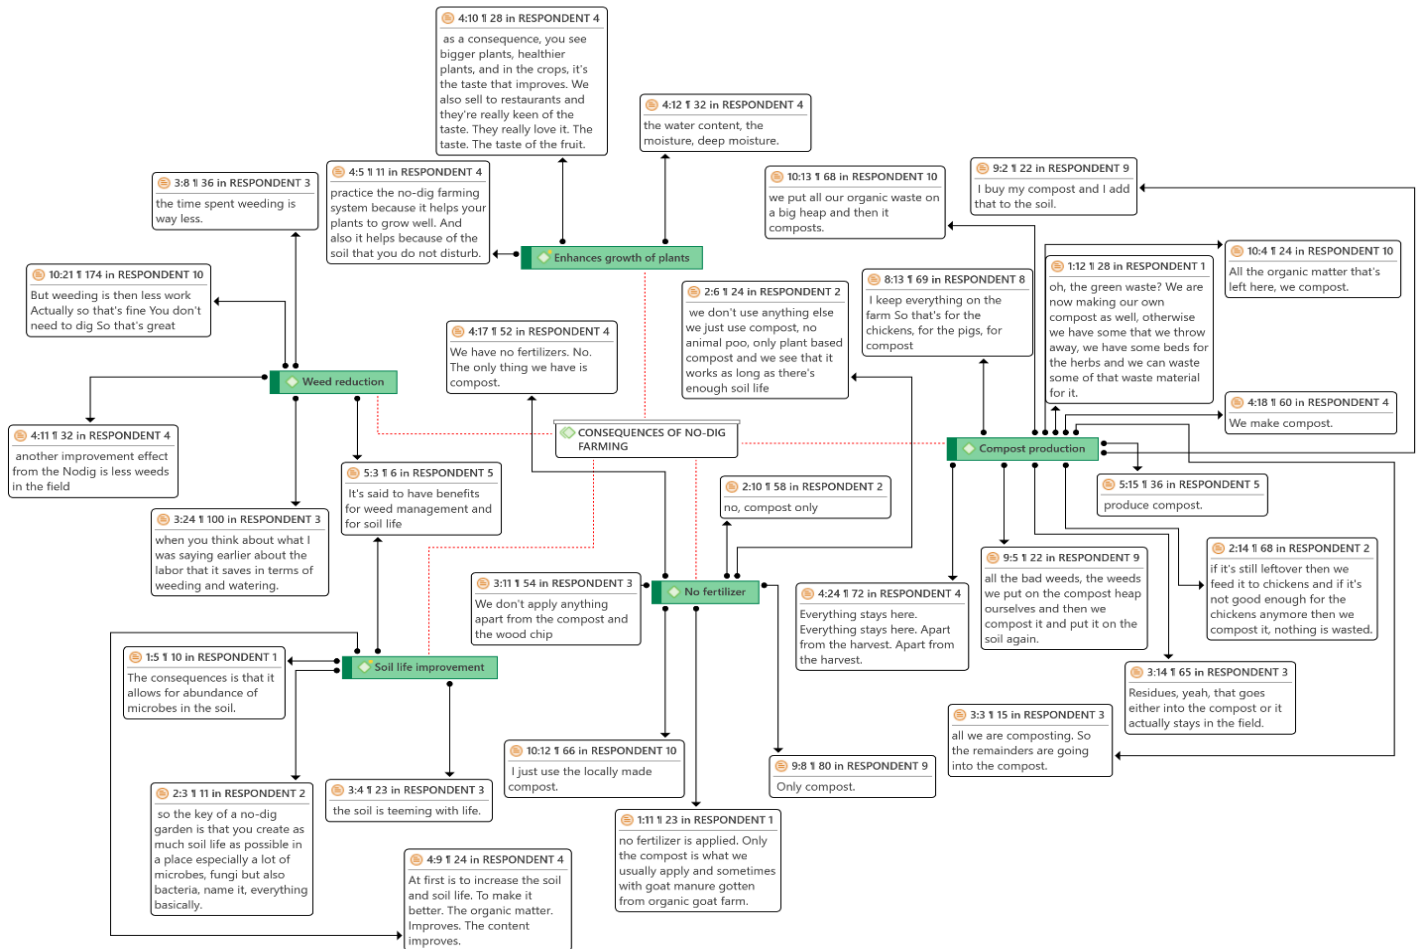 4:10 ¶ 28 in RESPONDENT 4
as a consequence, you see
bigger plants, healthier
plants, and in the crops, it's
the taste that improves. We
also sell to restaurants and
they're really keen of the
taste. They really love it. The
taste. The taste of the fruit.
4:12 ¶ 32 in RESPONDENT 4
the water content, the
moisture, deep moisture.
4:5 ¶ 11 in RESPONDENT 4
practice the no-dig farming
system because it helps your
plants to grow well. And
also it helps because of the
soil that you do not disturb.
3:8 ¶ 36 in RESPONDENT 3
the time spent weeding is
way less.
10:13 ¶ 68 in RESPONDENT 10
we put all our organic waste on
a big heap and then it
composts.
9:2 ¶ 22 in RESPONDENT 9
I buy my compost and I add
that to the soil.
Enhances growth of plants
10:21 ¶ 174 in RESPONDENT 10
But weeding is then less work
Actually so that's fine You don't
need to dig So that's great
10:4 ¶ 24 in RESPONDENT 10
All the organic matter that's
left here, we compost.
1:12 ¶ 28 in RESPONDENT 1
oh, the green waste? We are
now making our own
compost as well, otherwise
we have some that we throw
away, we have some beds for
the herbs and we can waste
some of that waste material
for it.
8:13 ¶ 69 in RESPONDENT 8
I keep everything on the
farm So that's for the
chickens, for the pigs, for
compost
2:6 ¶ 24 in RESPONDENT 2
we don't use anything else
we just use compost, no
animal poo, only plant based
compost and we see that it
works as long as there's
enough soil life
4:17 ¶ 52 in RESPONDENT 4
We have no fertilizers. No.
The only thing we have is
compost.
Weed reduction
4:18 ¶ 60 in RESPONDENT 4
We make compost.
4:11 ¶ 32 in RESPONDENT 4
another improvement effect
from the Nodig is less weeds
in the field
CONSEQUENCES OF NO-DIG
FARMING
Compost production
5:3 ¶ 6 in RESPONDENT 5
It's said to have benefits
for weed management and
for soil life
2:10 ¶ 58 in RESPONDENT 2
no, compost only
5:15 ¶ 36 in RESPONDENT 5
produce compost.
3:24 ¶ 100 in RESPONDENT 3
when you think about what I
was saying earlier about the
labor that it saves in terms of
weeding and watering.
9:5 ¶ 22 in RESPONDENT 9
all the bad weeds, the weeds
we put on the compost heap
ourselves and then we
compost it and put it on the
soil again.
2:14 ¶ 68 in RESPONDENT 2
if it's still leftover then we
feed it to chickens and if it's
not good enough for the
chickens anymore then we
compost it, nothing is wasted.
3:11 ¶ 54 in RESPONDENT 3
We don't apply anything
apart from the compost and
the wood chip
No fertilizer
4:24 ¶ 72 in RESPONDENT 4
Everything stays here.
Everything stays here. Apart
from the harvest. Apart from
the harvest.
1:5 ¶ 10 in RESPONDENT 1
The consequences is that it
allows for abundance of
microbes in the soil.
Soil life improvement
3:14 ¶ 65 in RESPONDENT 3
Residues, yeah, that goes
either into the compost or it
actually stays in the field.
3:3 ¶ 15 in RESPONDENT 3
all we are composting. So
the remainders are going
into the compost.
10:12 ¶ 66 in RESPONDENT 10
I just use the locally made
compost.
9:8 ¶ 80 in RESPONDENT 9
Only compost.
2:3 ¶ 11 in RESPONDENT 2
so the key of a no-dig
garden is that you create as
much soil life as possible in
a place especially a lot of
microbes, fungi but also
bacteria, name it, everything
basically.
3:4 ¶ 23 in RESPONDENT 3
the soil is teeming with life.
1:11 ¶ 23 in RESPONDENT 1
no fertilizer is applied. Only
the compost is what we
usually apply and sometimes
with goat manure gotten
from organic goat farm.
4:9 ¶ 24 in RESPONDENT 4
At first is to increase the soil
and soil life. To make it
better. The organic matter.
Improves. The content
improves.